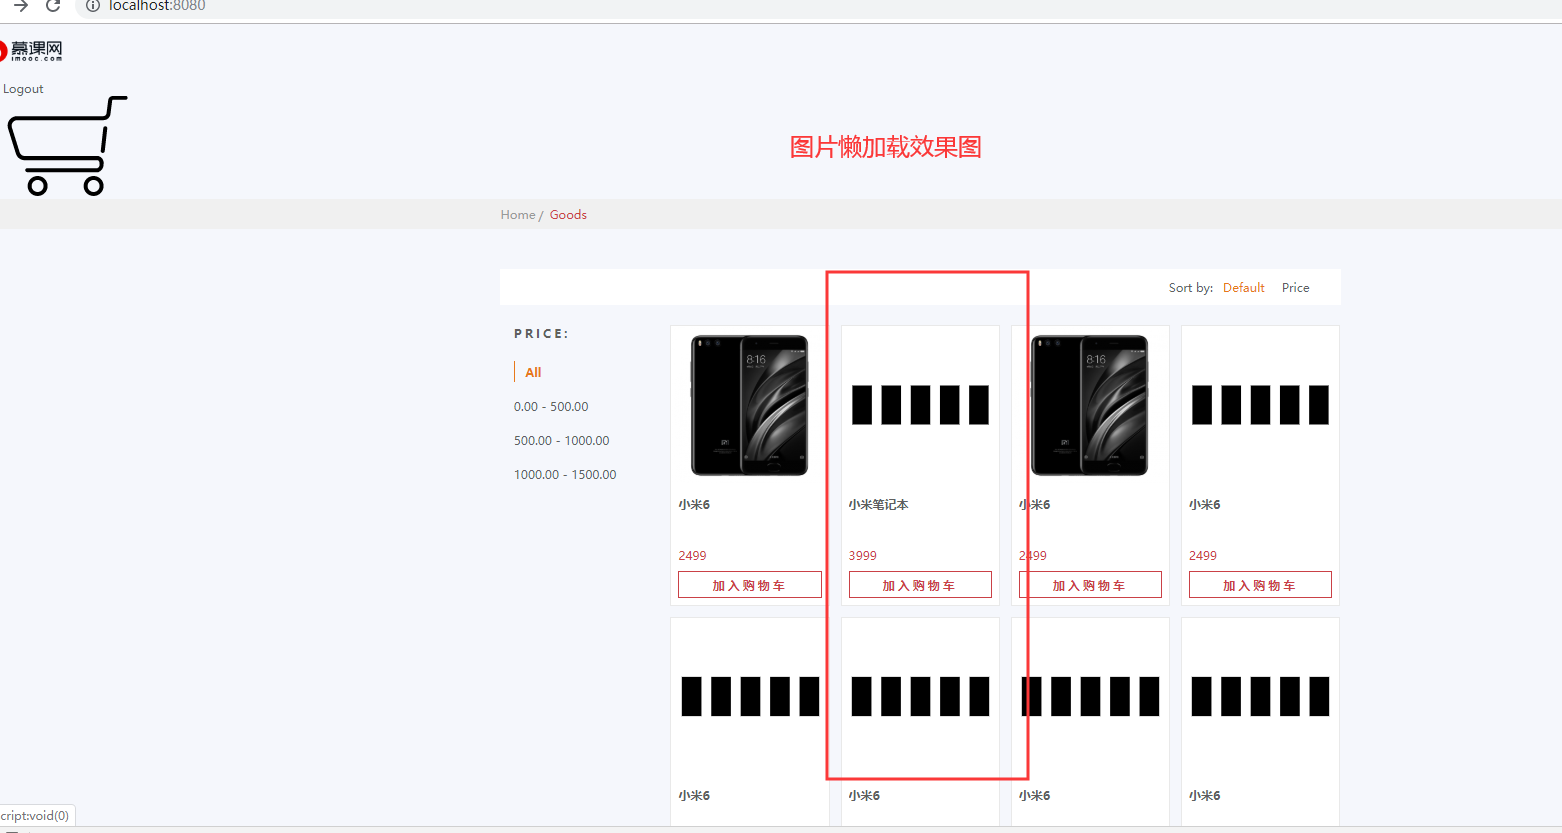 localhost:8080
慕课网
imooc.com
Logout
图片懒加载效果图
Home / Goods
Sort by: Default Price
PRICE:
All
0.00 - 500.00
500.00 - 1000.00
1000.00 - 1500.00
8:16
8:16
小米6 小米笔记本 小米6 小米6
2499 3999 2499 2499
加入购物车 加入购物车 加入购物车 加入购物车
小米6 小米6 小米6 小米6
cript:void(0)